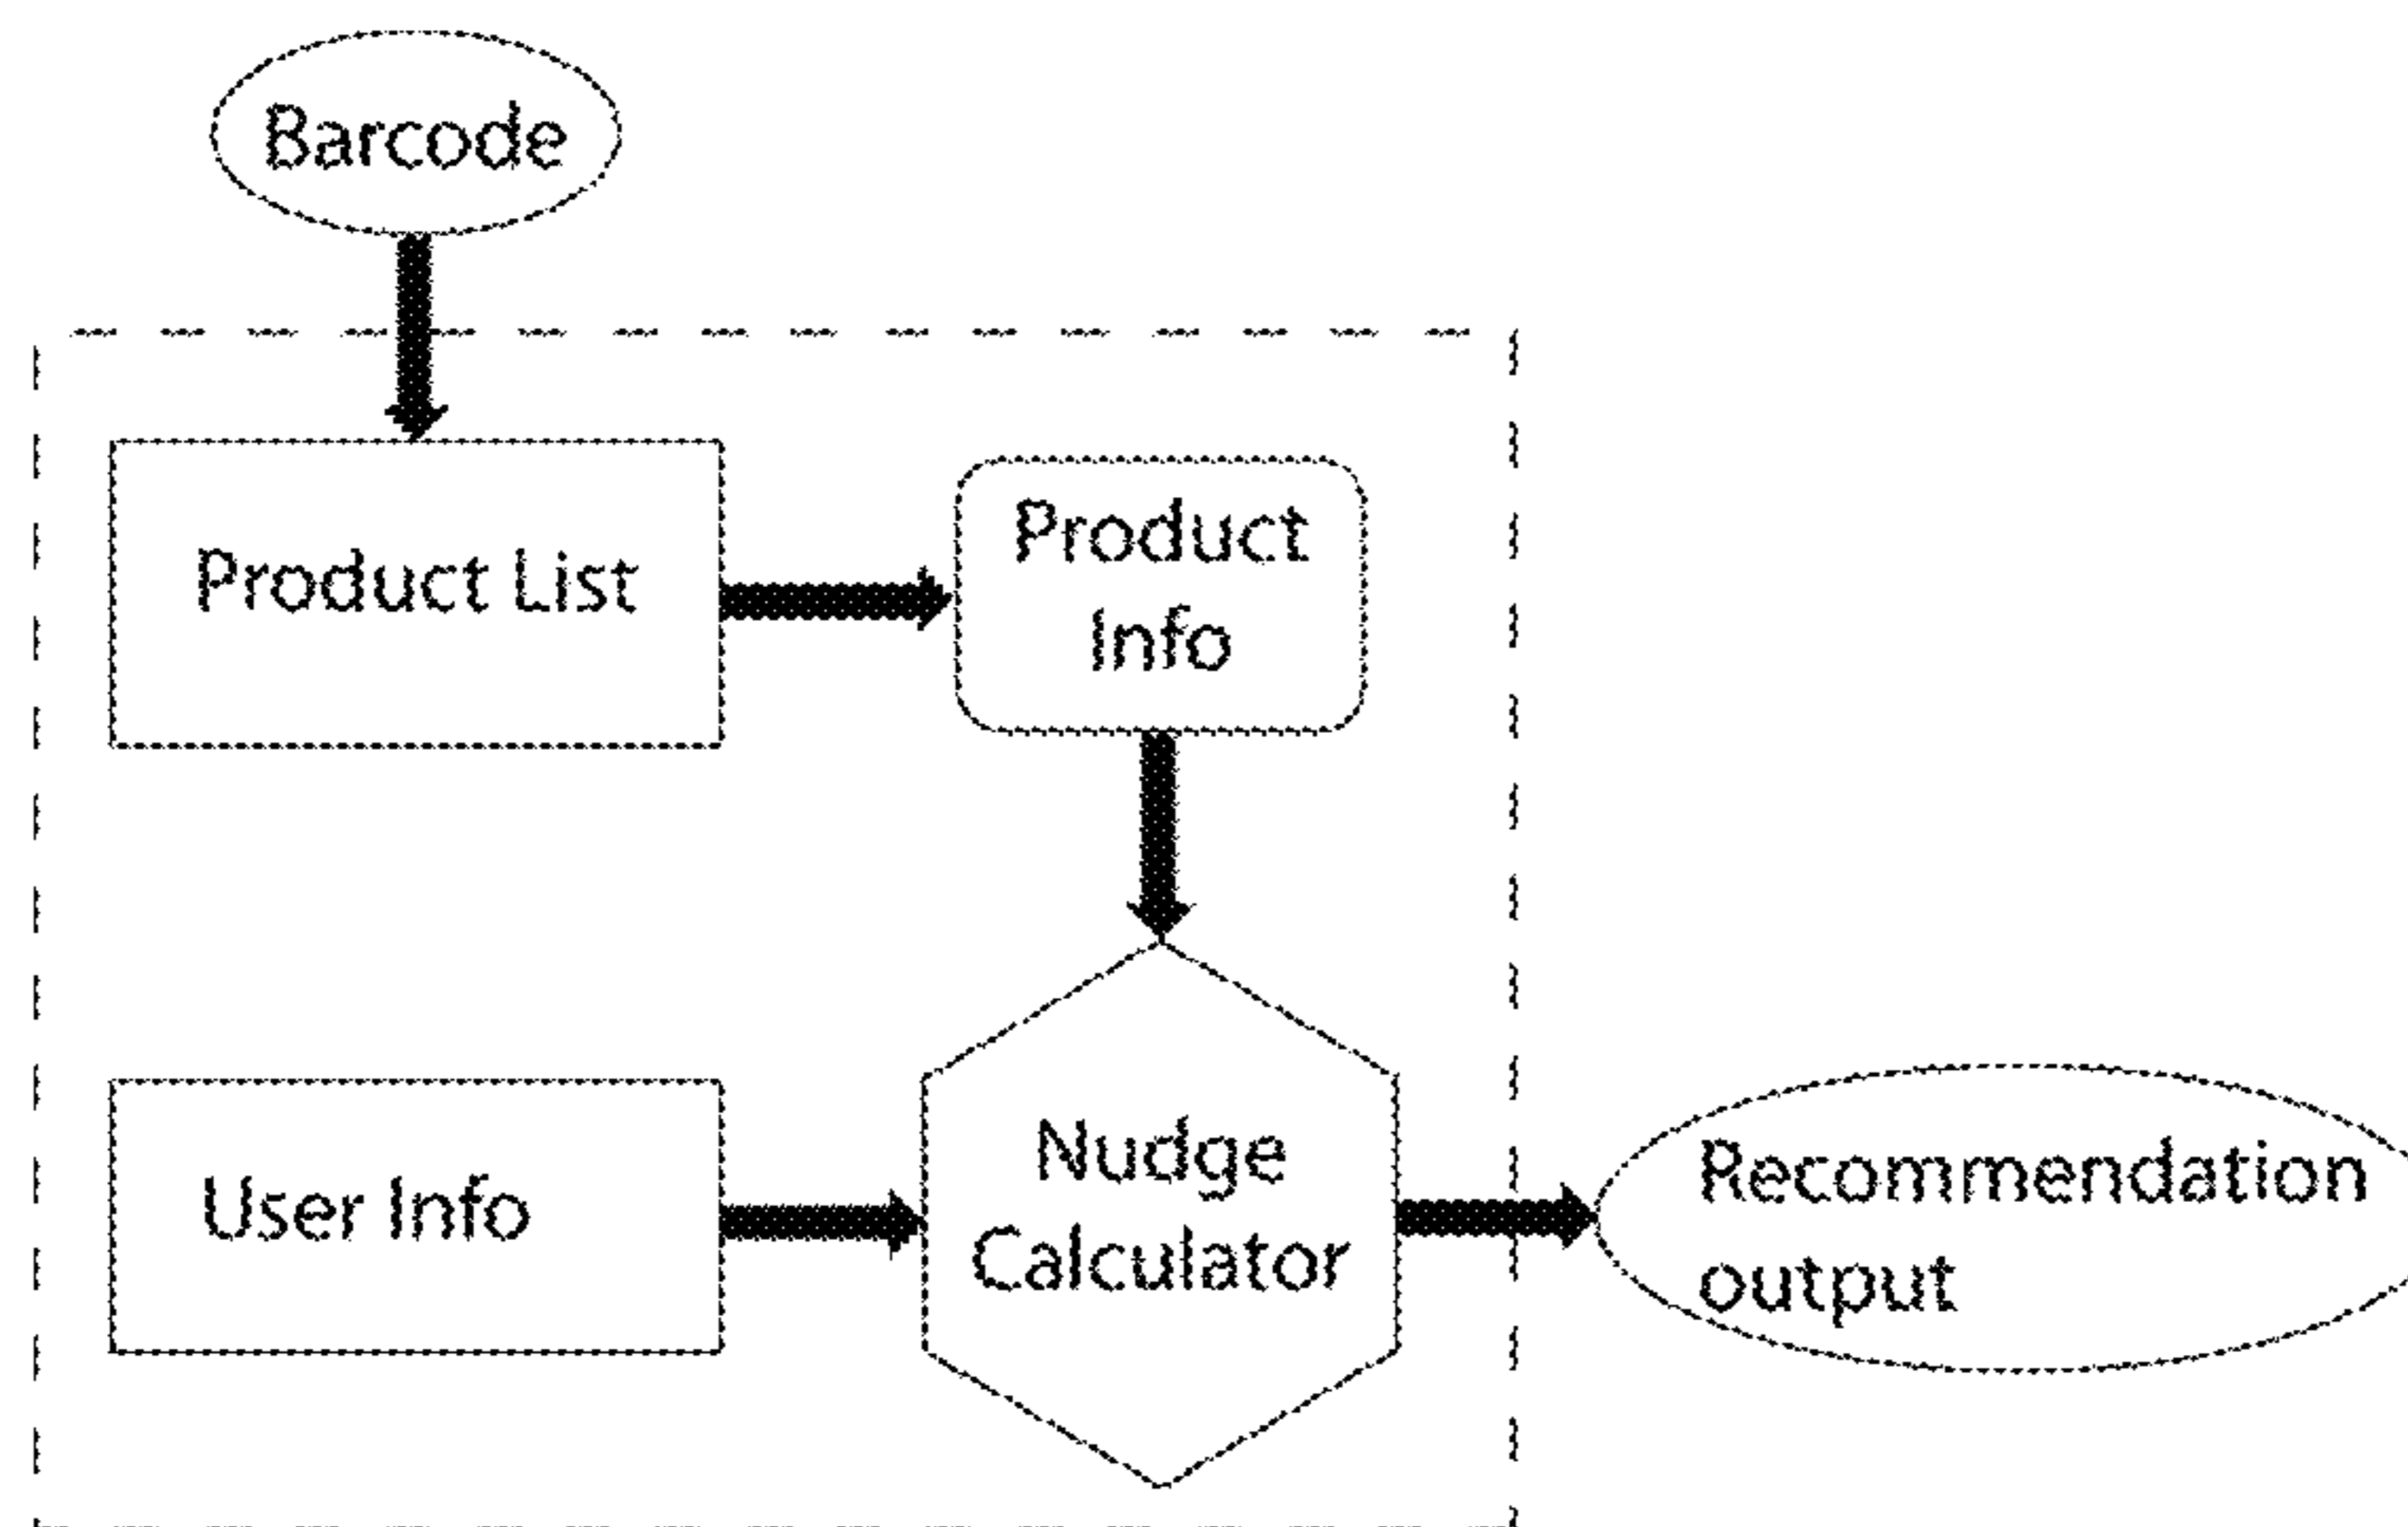 Barcode
Product List
Product
Info
User Info
Nudge
Calculator
Recommendation
output